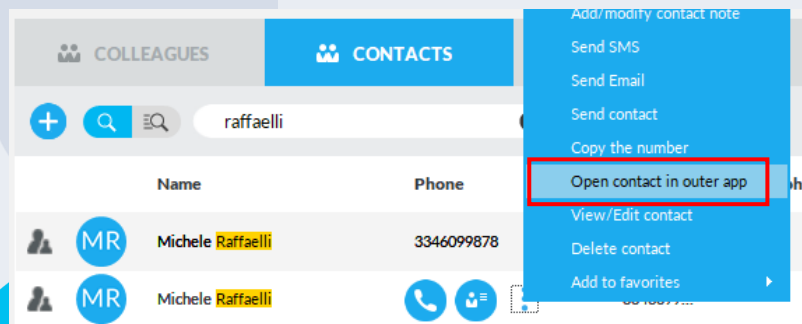 COLLEAGUES
CONTACTS
raffaelli
Name
Phone
MR
Michele Raffaelli
3346099878
MR
Michele Raffaelli
Add/modify contact note
Send SMS
Send Email
Send contact
Copy the number
Open contact in outer app
View/Edit contact
Delete contact
Add to favorites